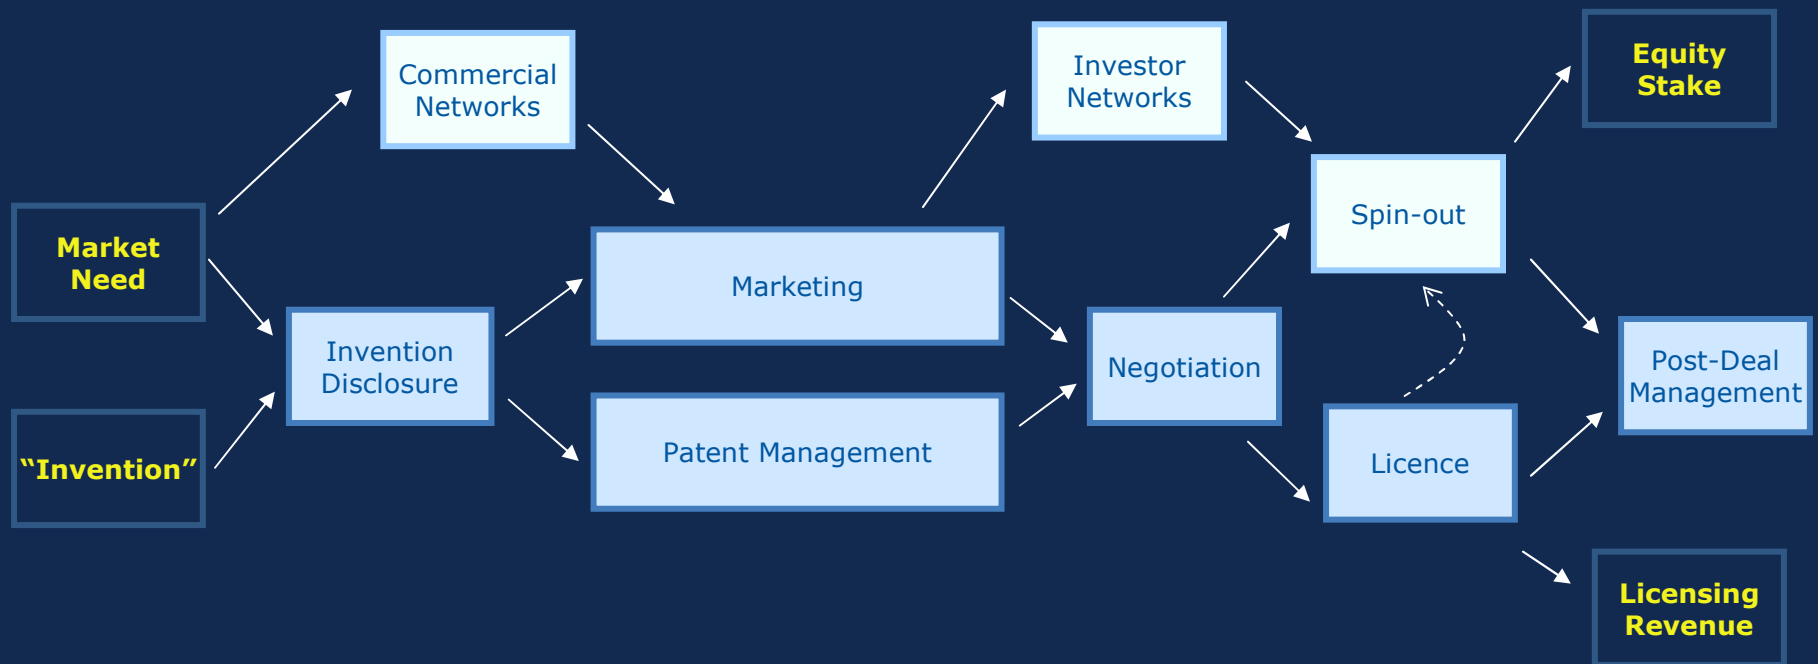 Commercial
Networks
Investor
Networks
Equity
Stake
Market
Need
Spin-out
Marketing
Invention
Disclosure
Negotiation
Post-Deal
Management
“Invention”
Patent Management
Licence
Licensing
Revenue